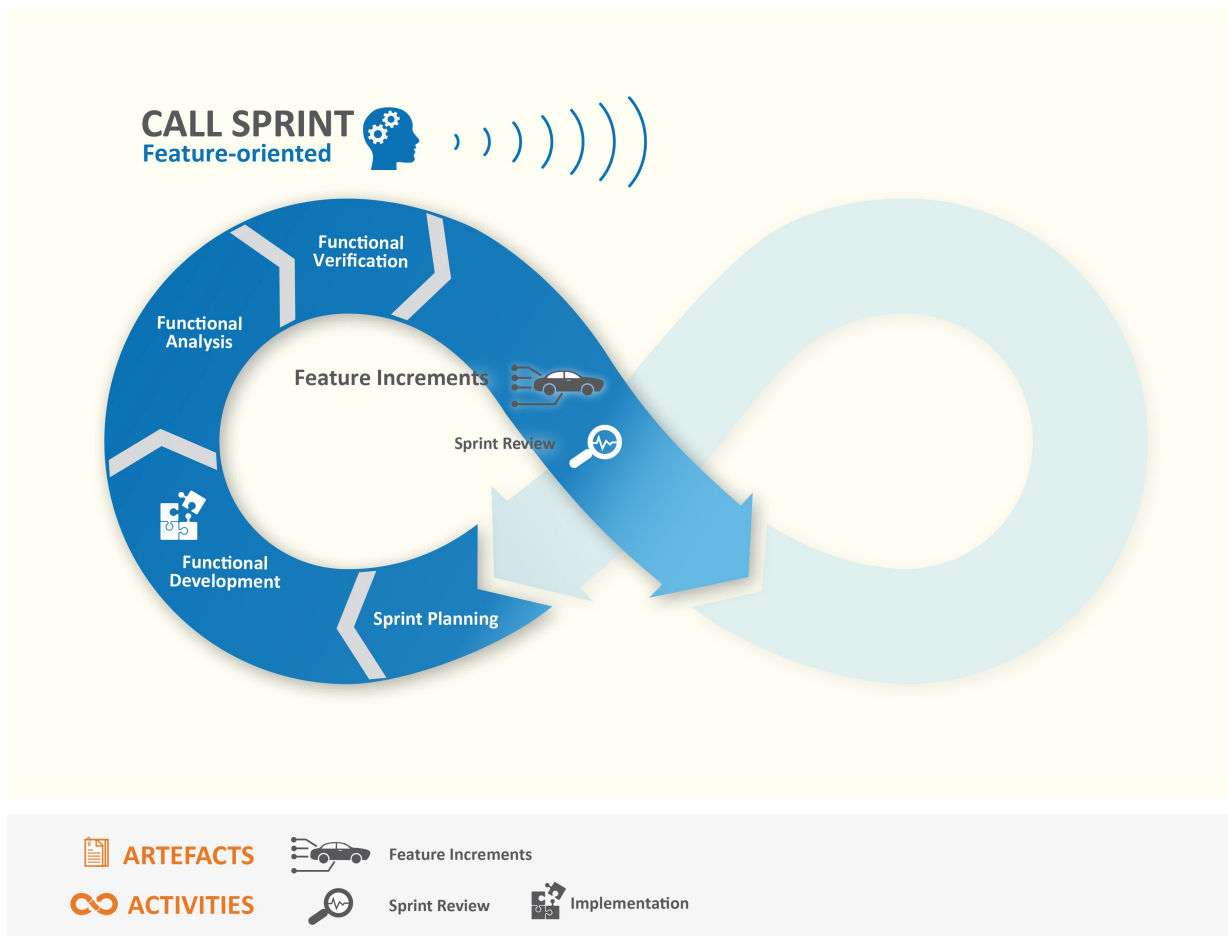 CALL SPRINT
Feature-oriented
Functional
Verification
Functional
Analysis
Feature Increments
Sprint Review
Functional
Development
Sprint Planning
ARTEFACTS
Feature Increments
ACTIVITIES
Sprint Review
Implementation